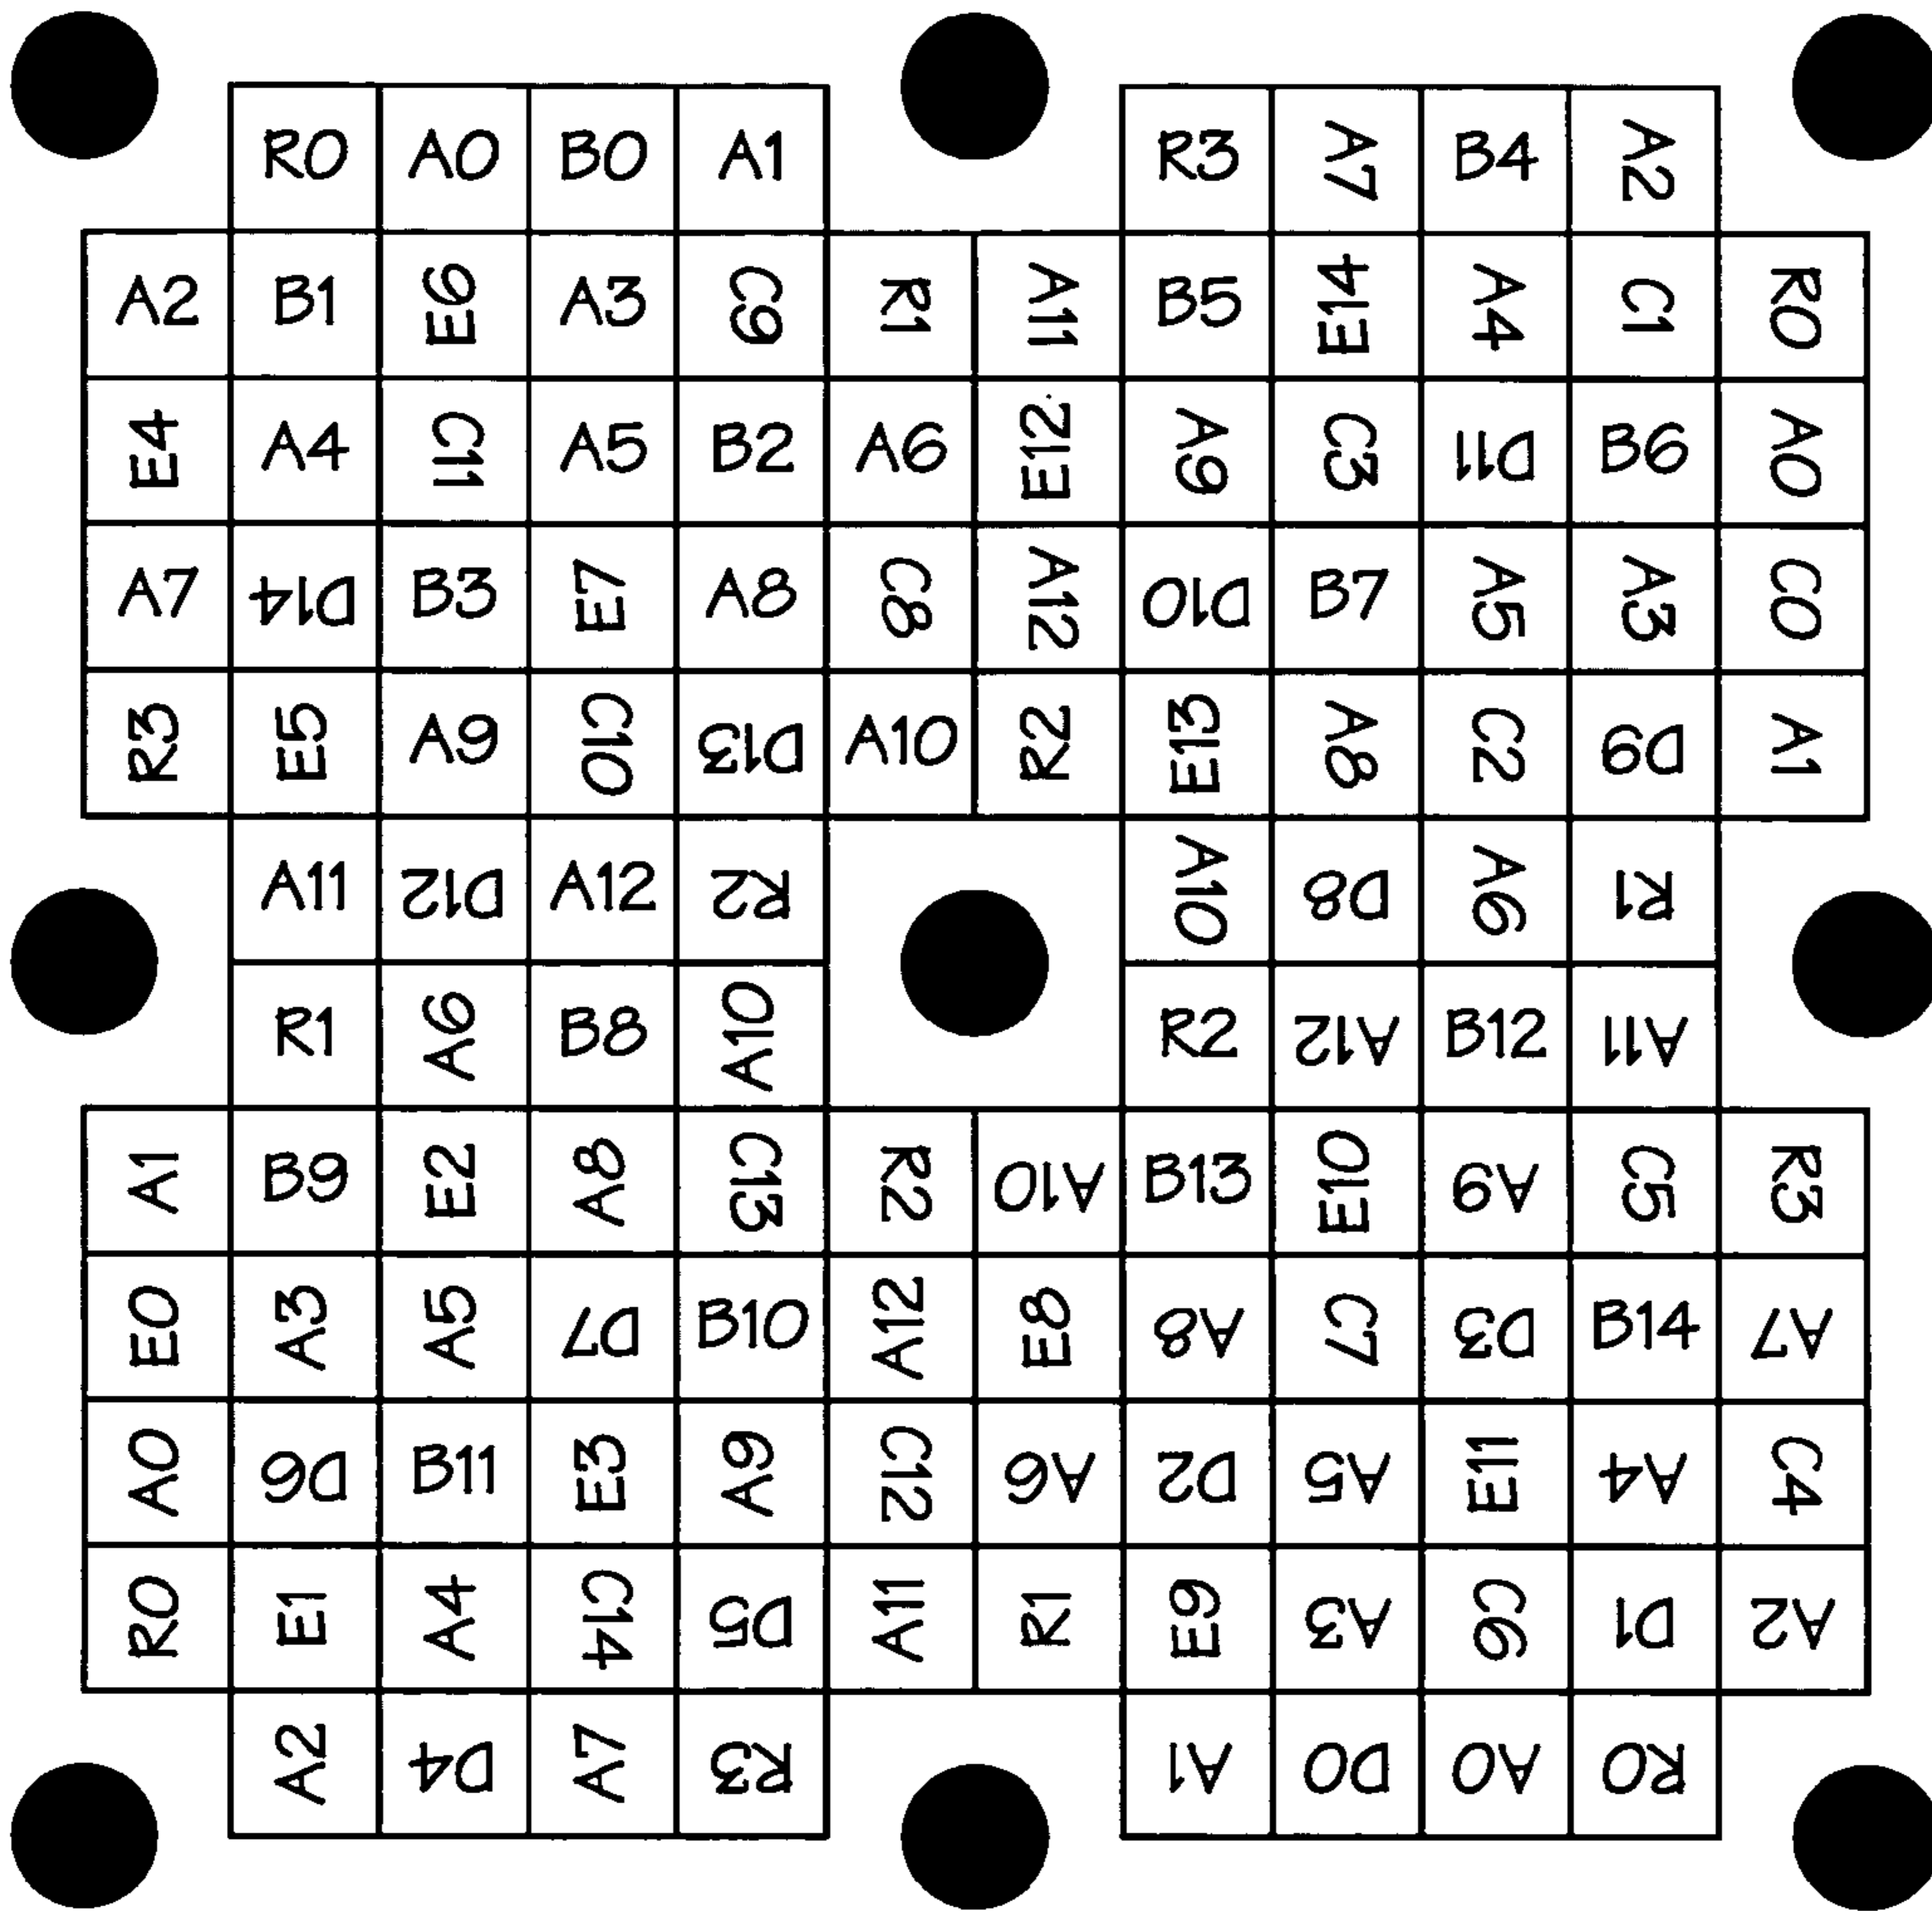 R0 A0 B0 A1 R3 A7 B4 A2
A2 B1 E6 A3 C9 R1 A11 B5 E14 A4 C1 R0
E4 A4 C11 A5 B2 A6 E12 A9 C3 D11 B6 A0
A7 D14 B3 E7 A8 C8 A12 D10 B7 A5 A3 C0
R3 E5 A9 C10 D13 A10 R2 E13 A8 C2 D9 A1
A11 D12 A12 R2 A10 D8 A6 R1
R1 A6 B8 A10 R2 A12 B12 A11
A1 B9 E2 A8 C13 R2 A10 B13 E10 A9 C5 R3
E0 A3 A5 D7 B10 A12 E8 A8 C7 D3 B14 A7
A0 D6 B11 E3 A9 C12 A6 D2 A5 E11 A4 C4
R0 E1 A4 C14 D5 A11 R1 E9 A3 C6 D1 A2
A2 D4 A7 R3 A1 D0 A0 R0